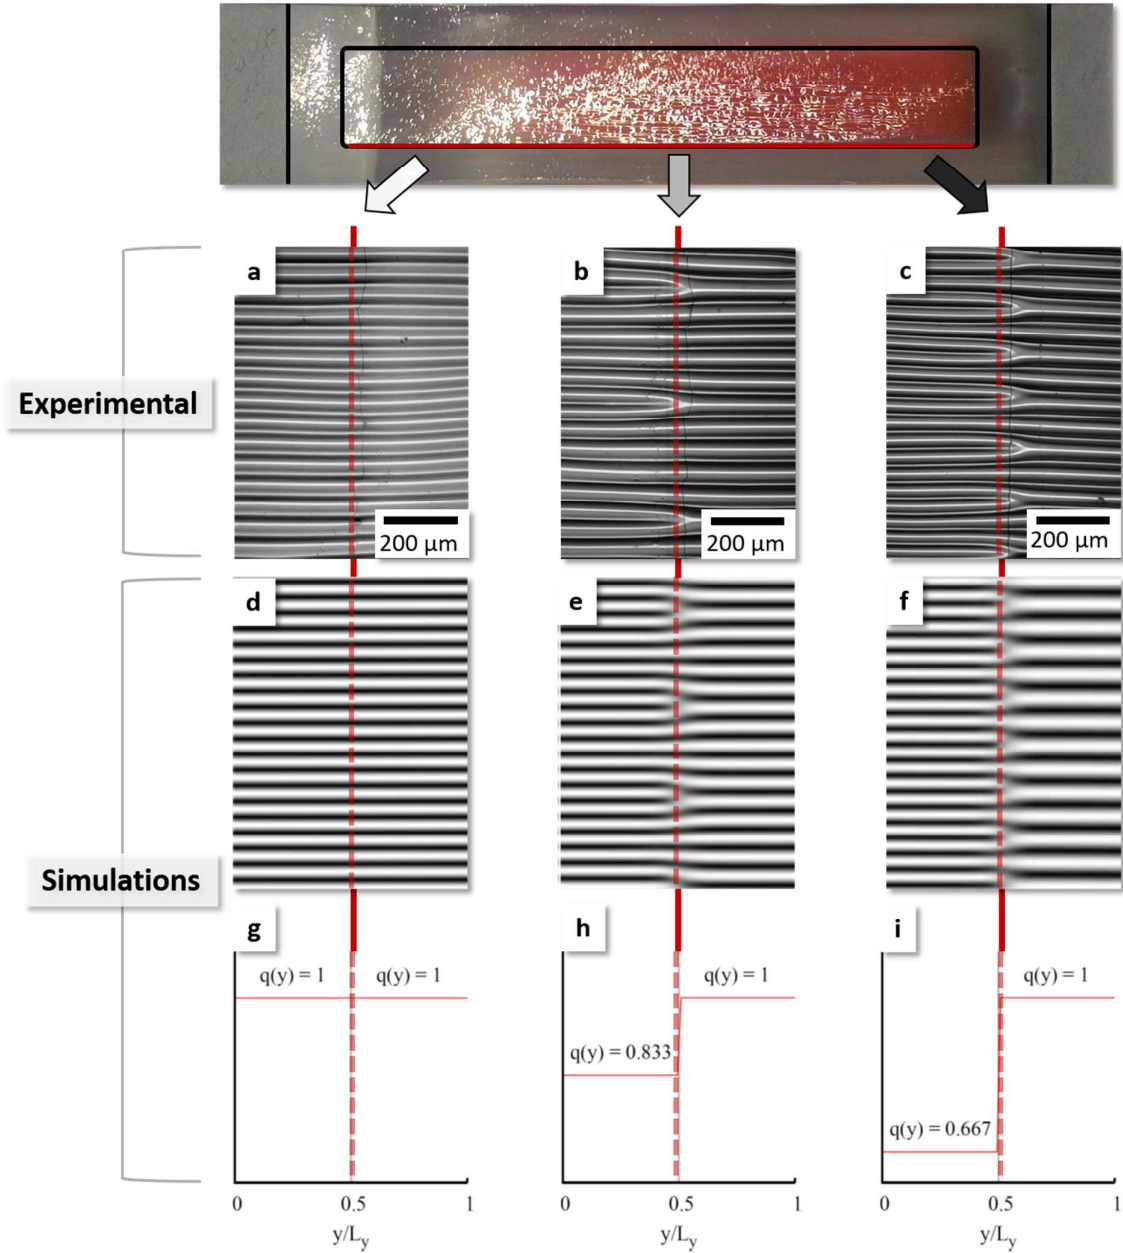 a
b
c
Experimental
200 µm
200 µm
200 µm
d
e
f
Simulations
g
h
i
q(y) = 1
q(y) = 1
q(y) = 1
q(y) = 1
q(y) = 0.833
q(y) = 0.667
0
0.5
1
0
0.5
1
0
0.5
1
y/Ly
y/Ly
y/Ly